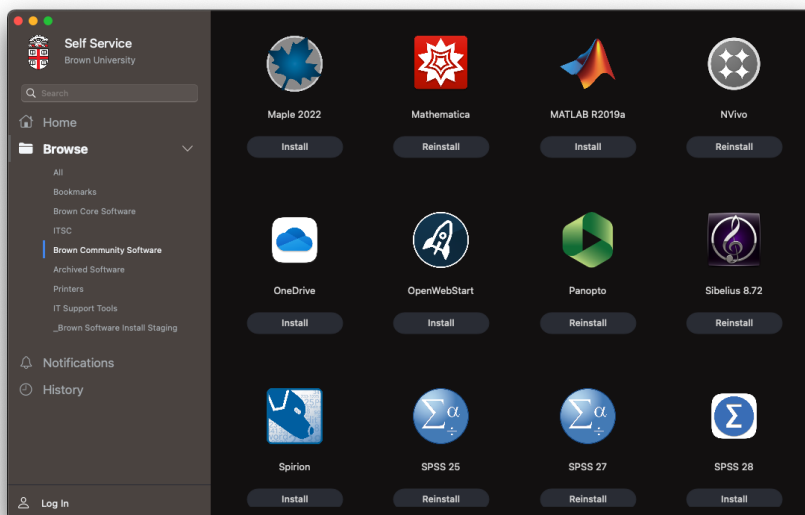 Self Service
Brown University
Search
Home
Browse
All
Bookmarks
Brown Core Software
ITSC
Brown Community Software
Archived Software
Printers
IT Support Tools
_Brown Software Install Staging
Notifications
History
Log In
Maple 2022 Mathematica MATLAB R2019a NVivo
Install Reinstall Install Reinstall
OneDrive OpenWebStart Panopto Sibelius 8.72
Install Install Reinstall Reinstall
Σα÷ Σα÷ Σ
Spirion SPSS 25 SPSS 27 SPSS 28
Install Reinstall Reinstall Install